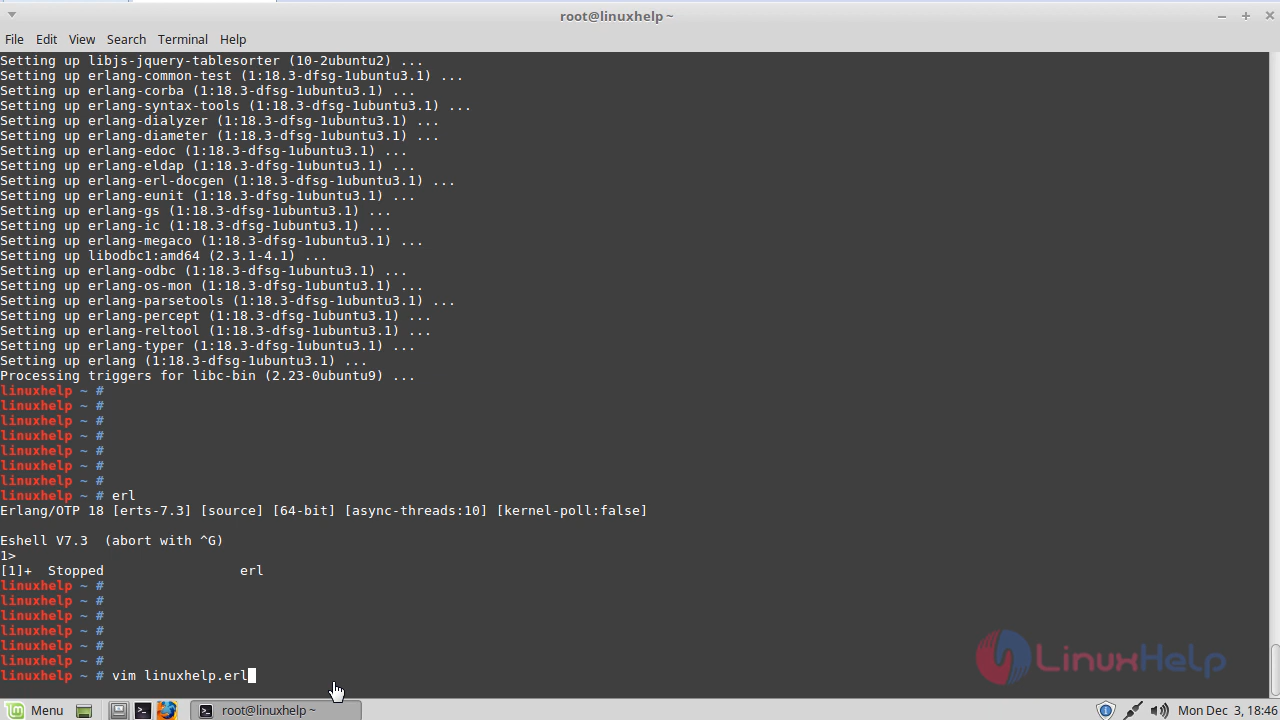 root@linuxhelp ~
File Edit View Search Terminal Help
Setting up libjs-jquery-tablesorter (10-2ubuntu2) ...
Setting up erlang-common-test (1:18.3-dfsg-1ubuntu3.1) ...
Setting up erlang-corba (1:18.3-dfsg-1ubuntu3.1) ...
Setting up erlang-syntax-tools (1:18.3-dfsg-1ubuntu3.1) ...
Setting up erlang-dialyzer (1:18.3-dfsg-1ubuntu3.1) ...
Setting up erlang-diameter (1:18.3-dfsg-1ubuntu3.1) ...
Setting up erlang-edoc (1:18.3-dfsg-1ubuntu3.1) ...
Setting up erlang-eldap (1:18.3-dfsg-1ubuntu3.1) ...
Setting up erlang-erl-docgen (1:18.3-dfsg-1ubuntu3.1) ...
Setting up erlang-eunit (1:18.3-dfsg-1ubuntu3.1) ...
Setting up erlang-gs (1:18.3-dfsg-1ubuntu3.1) ...
Setting up erlang-ic (1:18.3-dfsg-1ubuntu3.1) ...
Setting up erlang-megaco (1:18.3-dfsg-1ubuntu3.1) ...
Setting up libodbc1:amd64 (2.3.1-4.1) ...
Setting up erlang-odbc (1:18.3-dfsg-1ubuntu3.1) ...
Setting up erlang-os-mon (1:18.3-dfsg-1ubuntu3.1) ...
Setting up erlang-parsetools (1:18.3-dfsg-1ubuntu3.1) ...
Setting up erlang-percept (1:18.3-dfsg-1ubuntu3.1) ...
Setting up erlang-reltool (1:18.3-dfsg-1ubuntu3.1) ...
Setting up erlang-typer (1:18.3-dfsg-1ubuntu3.1) ...
Setting up erlang (1:18.3-dfsg-1ubuntu3.1) ...
Processing triggers for libc-bin (2.23-0ubuntu9) ...
linuxhelp ~ #
linuxhelp ~ #
linuxhelp ~ #
linuxhelp ~ #
linuxhelp ~ #
linuxhelp ~ #
linuxhelp ~ #
linuxhelp ~ # erl
Erlang/OTP 18 [erts-7.3] [source] [64-bit] [async-threads:10] [kernel-poll:false]
Eshell V7.3  (abort with ^G)
1>
[1]+  Stopped                 erl
linuxhelp ~ #
linuxhelp ~ #
linuxhelp ~ #
linuxhelp ~ #
linuxhelp ~ #
linuxhelp ~ #
linuxhelp ~ # vim linuxhelp.erl
LinuxHelp
Menu root@linuxhelp ~ Mon Dec 3, 18:46